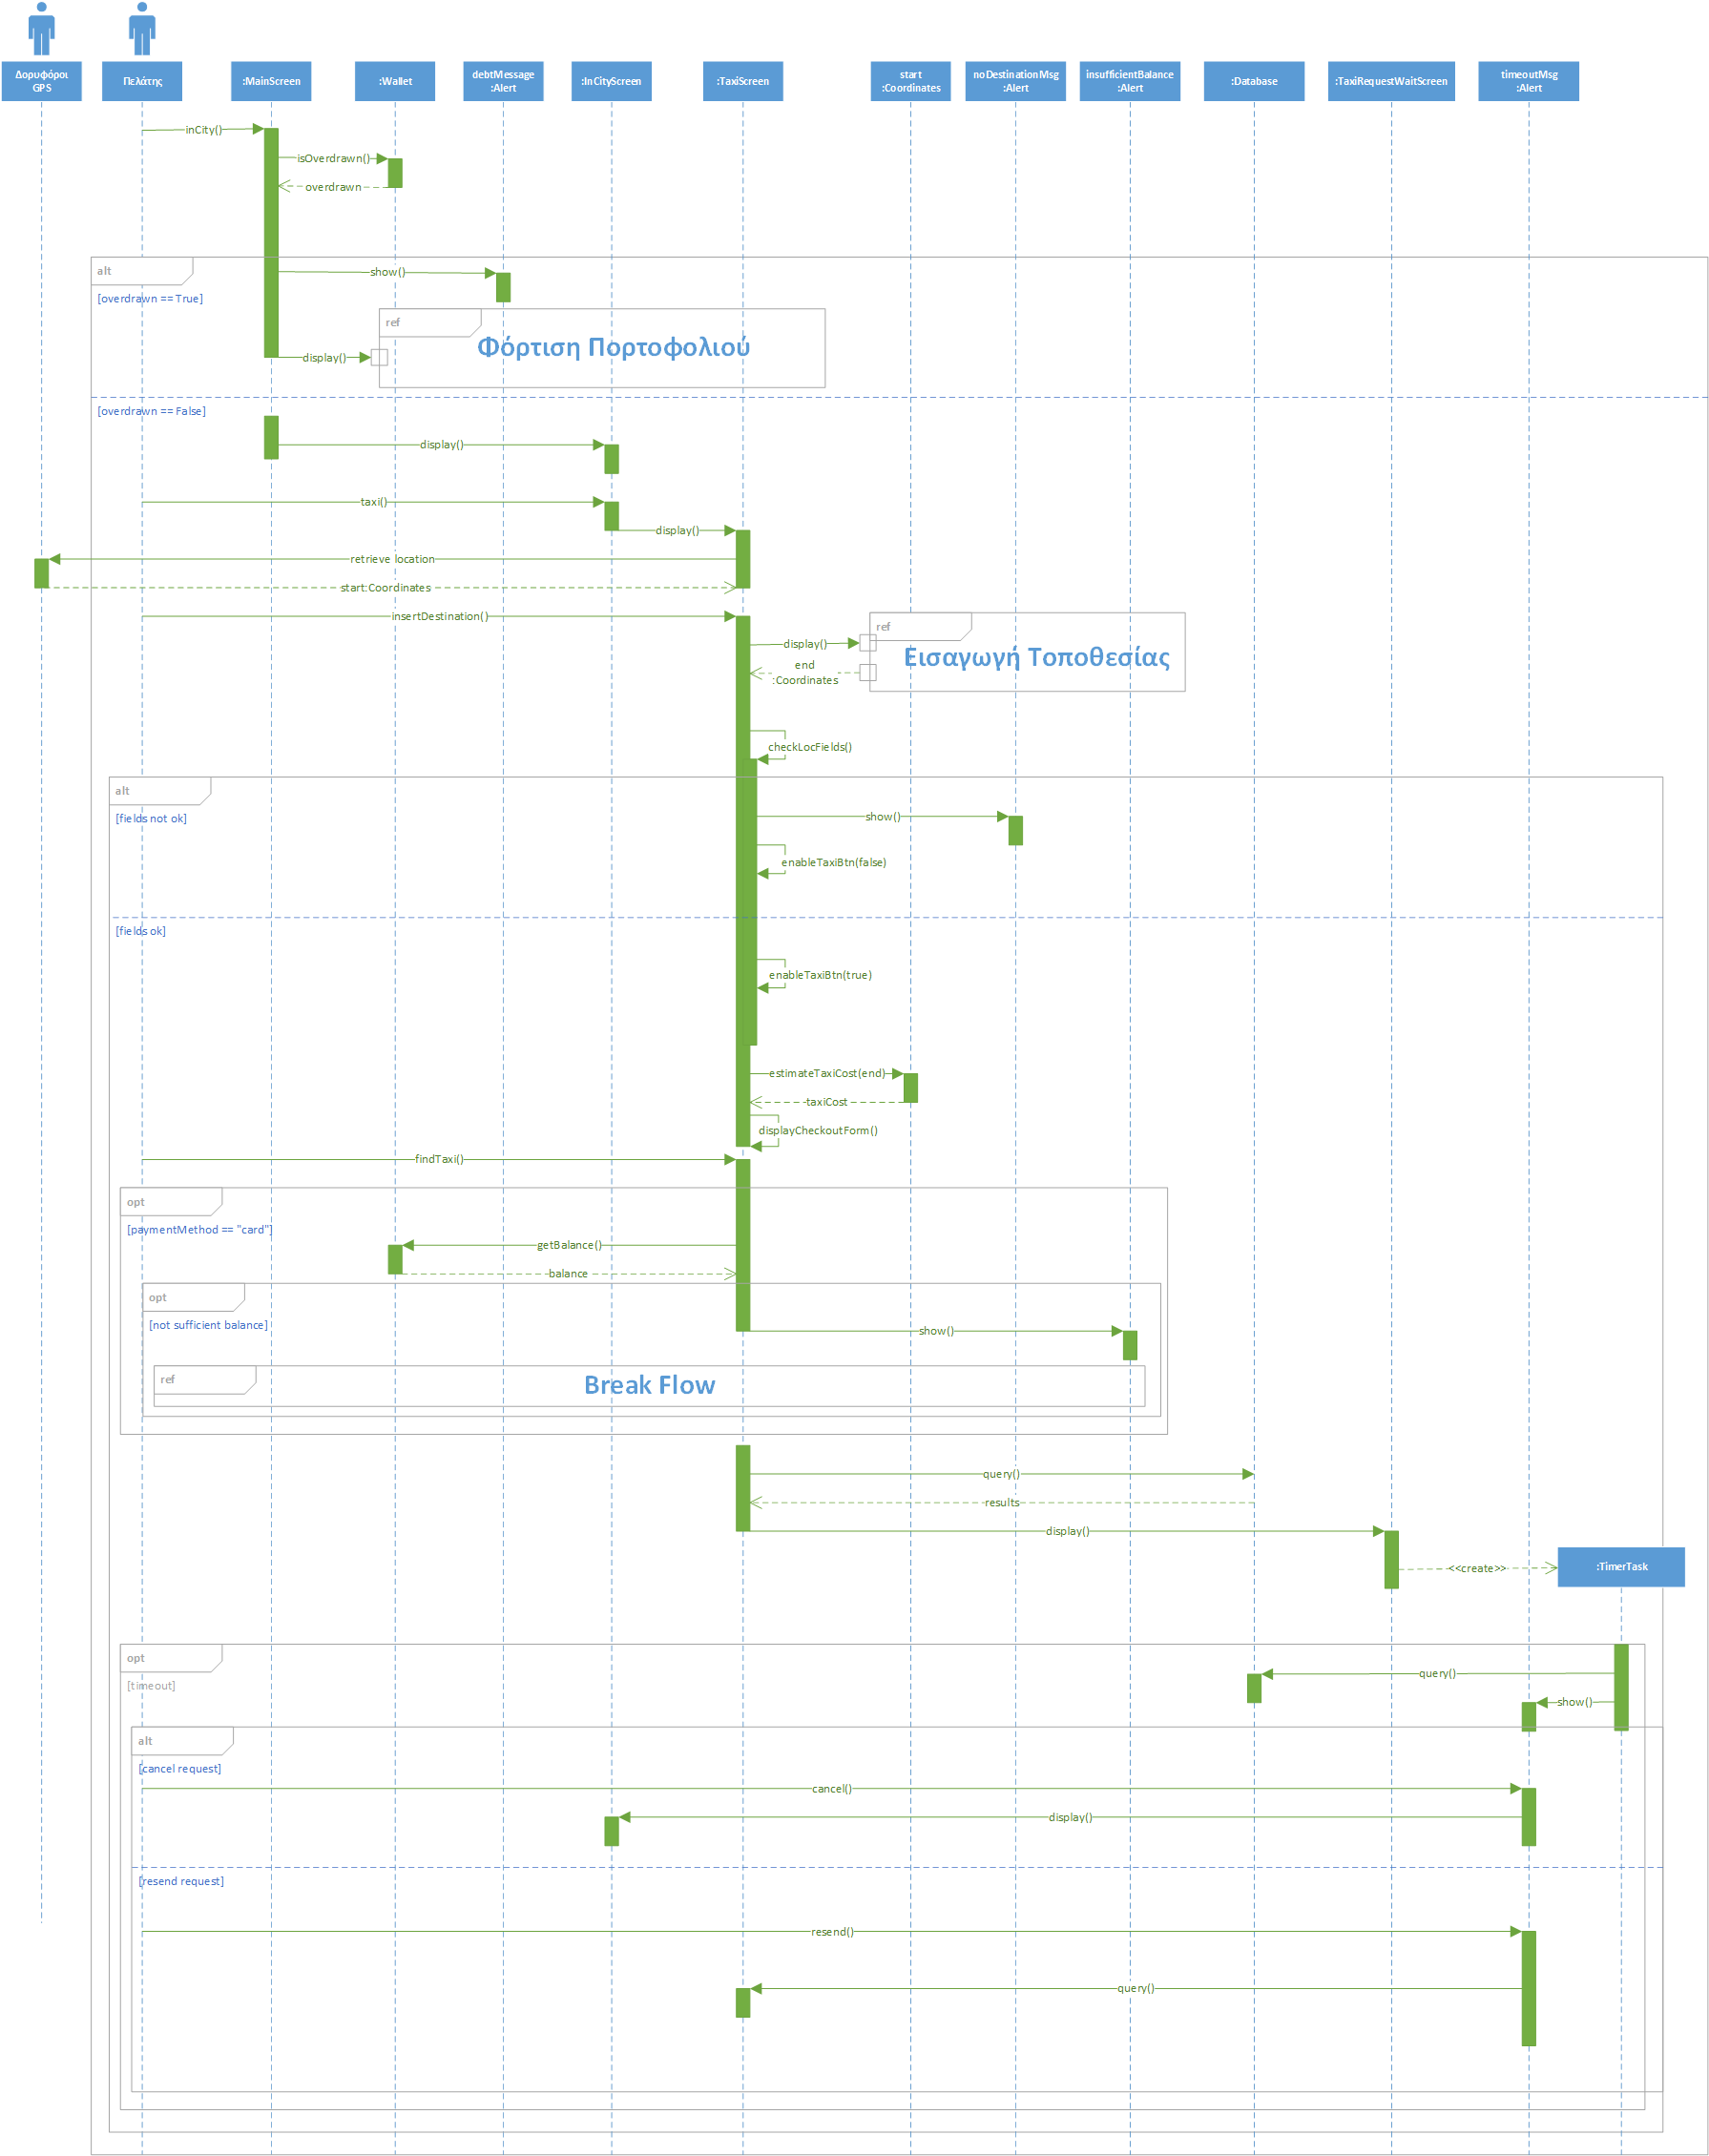 Δορυφόροι
GPS
Πελάτης
:MainScreen
:Wallet
debtMessage
:Alert
:InCityScreen
:TaxiScreen
start
:Coordinates
noDestinationMsg
:Alert
insufficientBalance
:Alert
:Database
:TaxiRequestWaitScreen
timeoutMsg
:Alert
inCity()
isOverdrawn()
overdrawn
alt
show()
[overdrawn == True]
ref
Φόρτιση Πορτοφολιού
display()
[overdrawn == False]
display()
taxi()
display()
retrieve location
start:Coordinates
insertDestination()
ref
display()
Εισαγωγή Τοποθεσίας
end
:Coordinates
checkLocFields()
alt
[fields not ok]
show()
enableTaxiBtn(false)
[fields ok]
enableTaxiBtn(true)
estimateTaxiCost(end)
taxiCost
displayCheckoutForm()
findTaxi()
opt
[paymentMethod == "card"]
getBalance()
balance
opt
[not sufficient balance]
show()
ref
Break Flow
query()
results
display()
<<create>>
:TimerTask
opt
query()
[timeout]
show()
alt
[cancel request]
cancel()
display()
[resend request]
resend()
query()